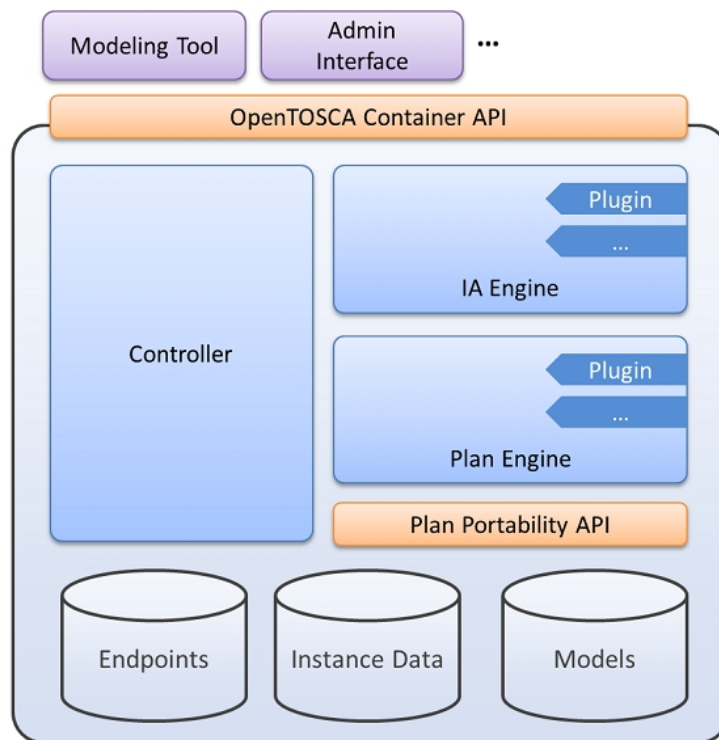 Modeling Tool
Admin
Interface
...
OpenTOSCA Container API
Controller
Plugin
...
IA Engine
Plugin
...
Plan Engine
Plan Portability API
Endpoints
Instance Data
Models